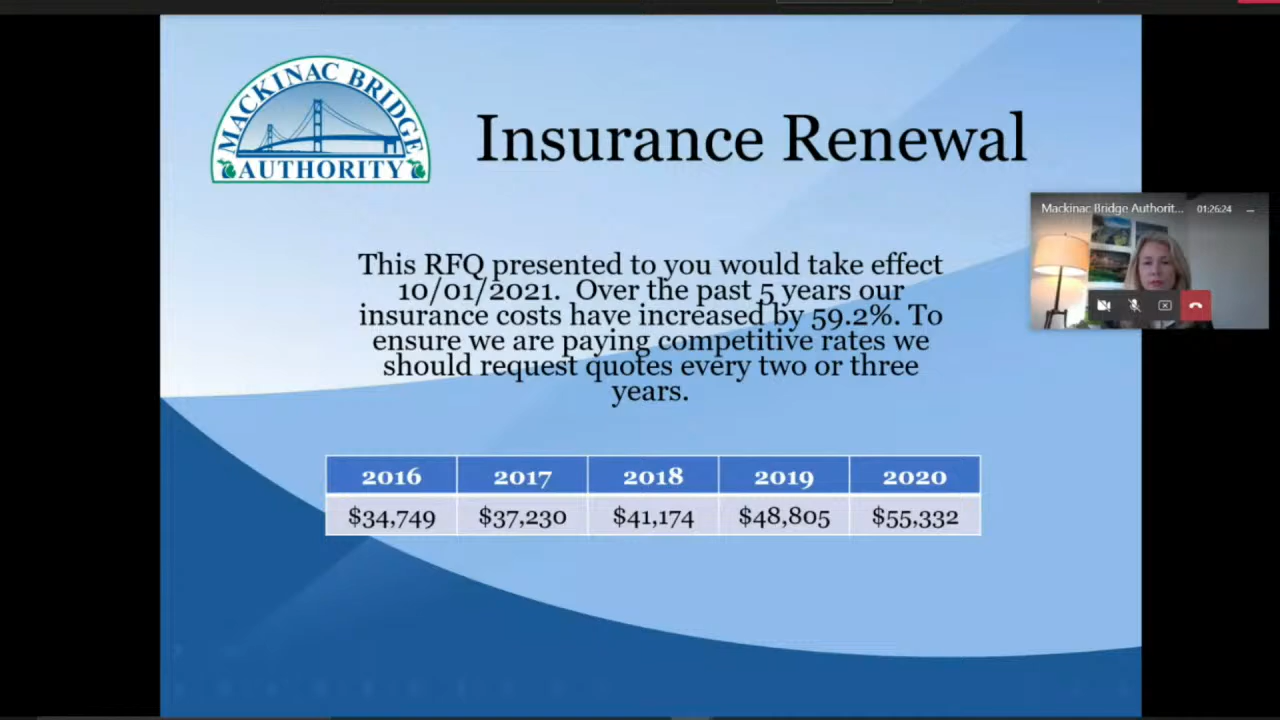 MACKINAC BRIDGE
AUTHORITY
Insurance Renewal
Mackinac Bridge Authorit... 01:26:24
This RFQ presented to you would take effect
10/01/2021. Over the past 5 years our
insurance costs have increased by 59.2%. To
ensure we are paying competitive rates we
should request quotes every two or three
years.
2016 2017 2018 2019 2020
$34,749 $37,230 $41,174 $48,805 $55,332